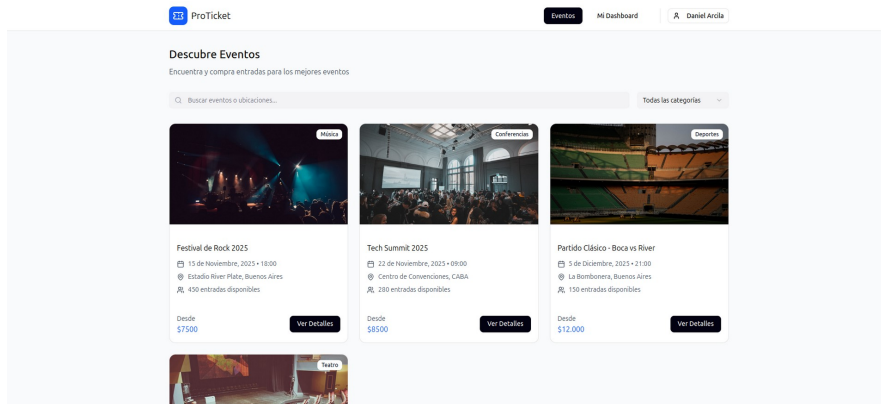 ProTicket
Eventos
Mi Dashboard
Daniel Arcila
Descubre Eventos
Encuentra y compra entradas para los mejores eventos
Buscar eventos o ubicaciones...
Todas las categorías
Música
Festival de Rock 2025
15 de Noviembre, 2025 • 18:00
Estadio River Plate, Buenos Aires
450 entradas disponibles
Desde
$7500
Ver Detalles
Conferencias
Tech Summit 2025
22 de Noviembre, 2025 • 09:00
Centro de Convenciones, CABA
280 entradas disponibles
Desde
$8500
Ver Detalles
Deportes
Partido Clásico - Boca vs River
5 de Diciembre, 2025 • 21:00
La Bombonera, Buenos Aires
150 entradas disponibles
Desde
$12.000
Ver Detalles
Teatro